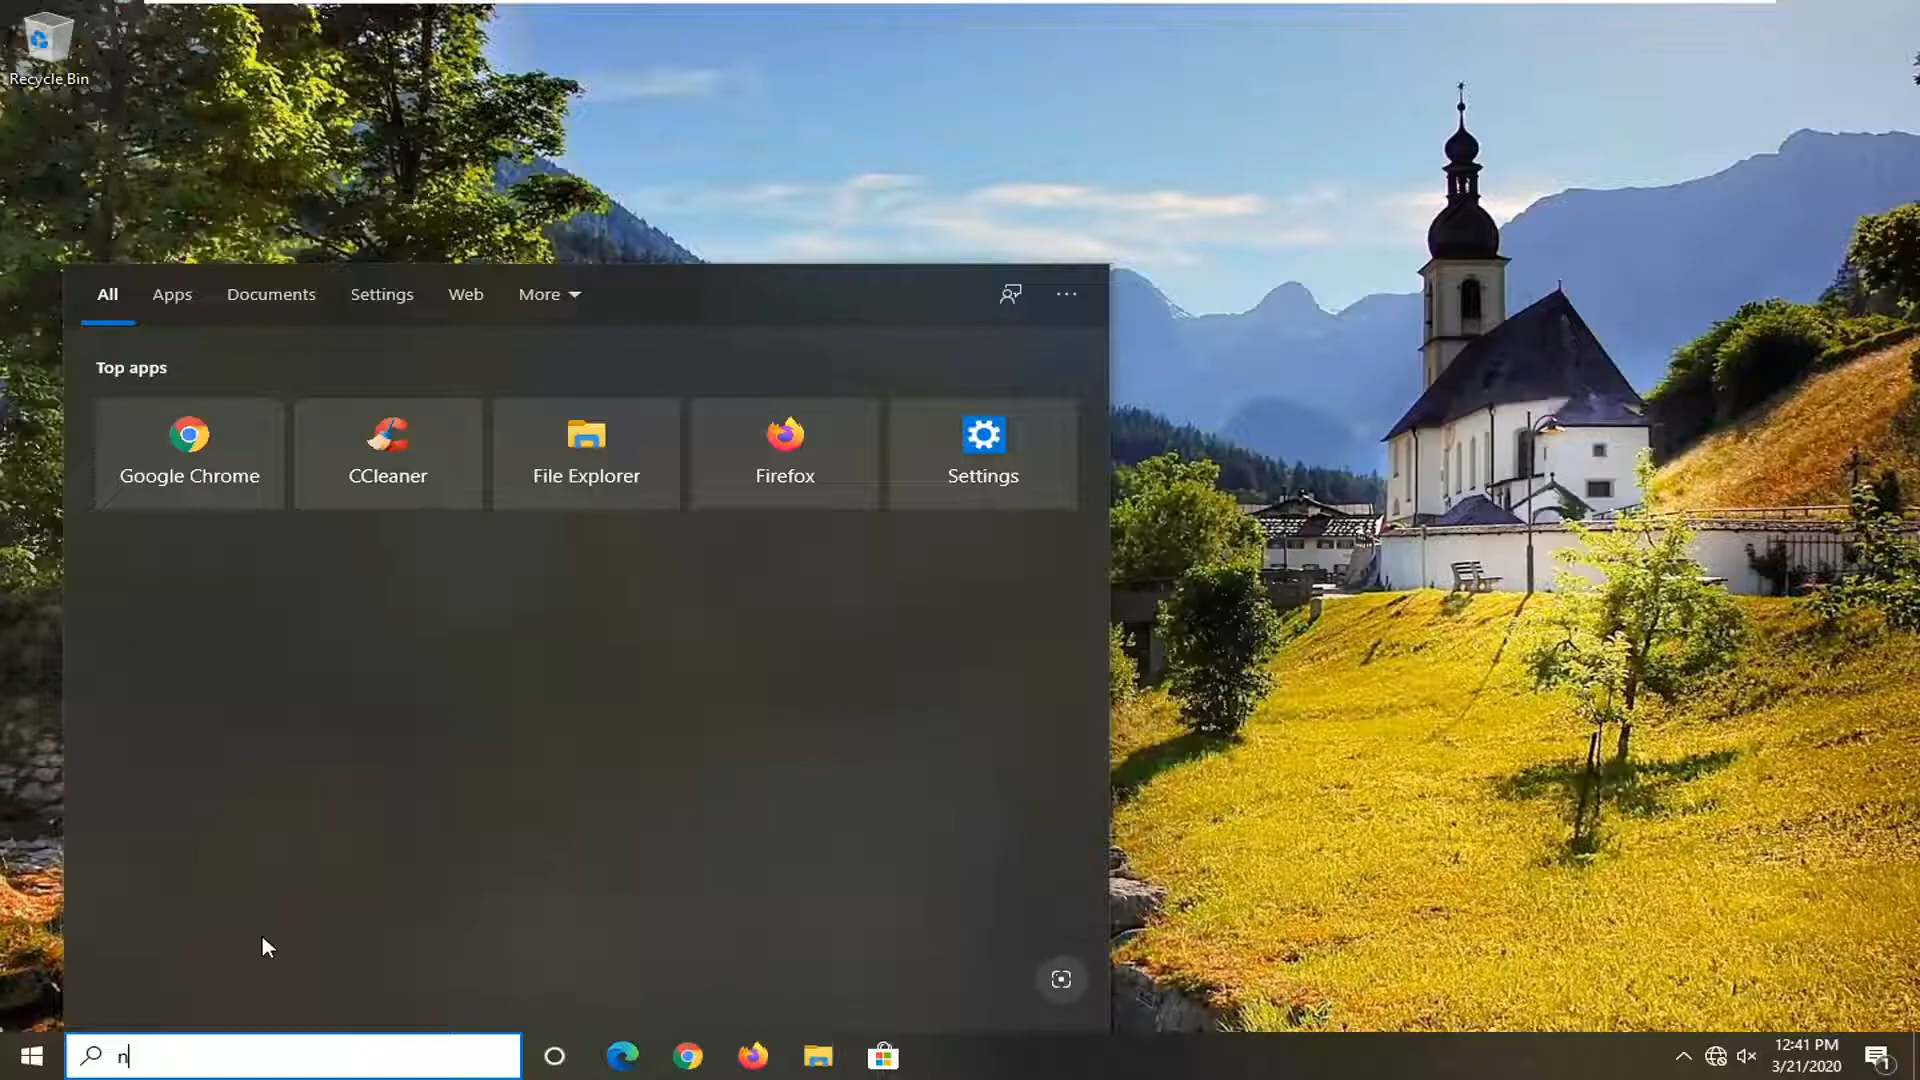 Recycle Bin
All Apps Documents Settings Web More
Top apps
Google Chrome CCleaner File Explorer Firefox Settings
n
12:41 PM
3/21/2020
1